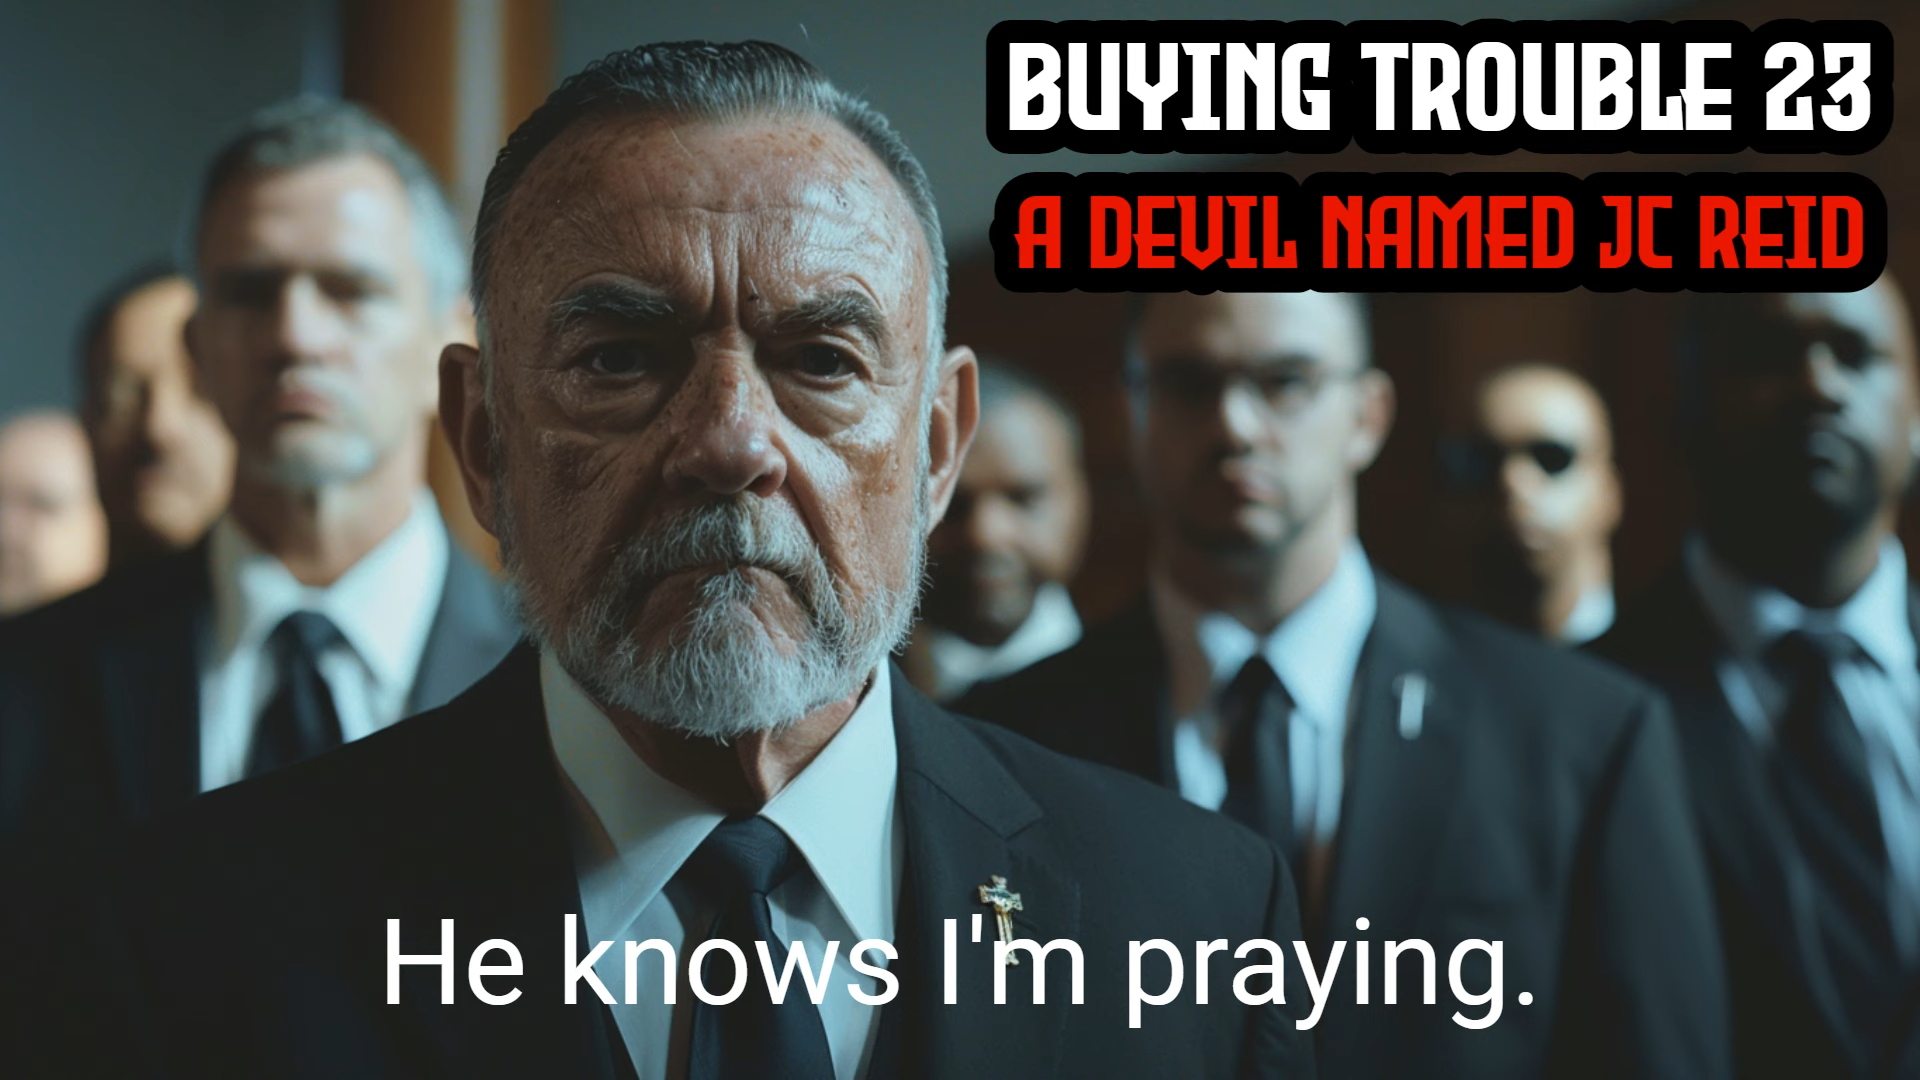 BUYING TROUBLE 23
A DEVIL NAMED JC REID
He knows I'm praying.